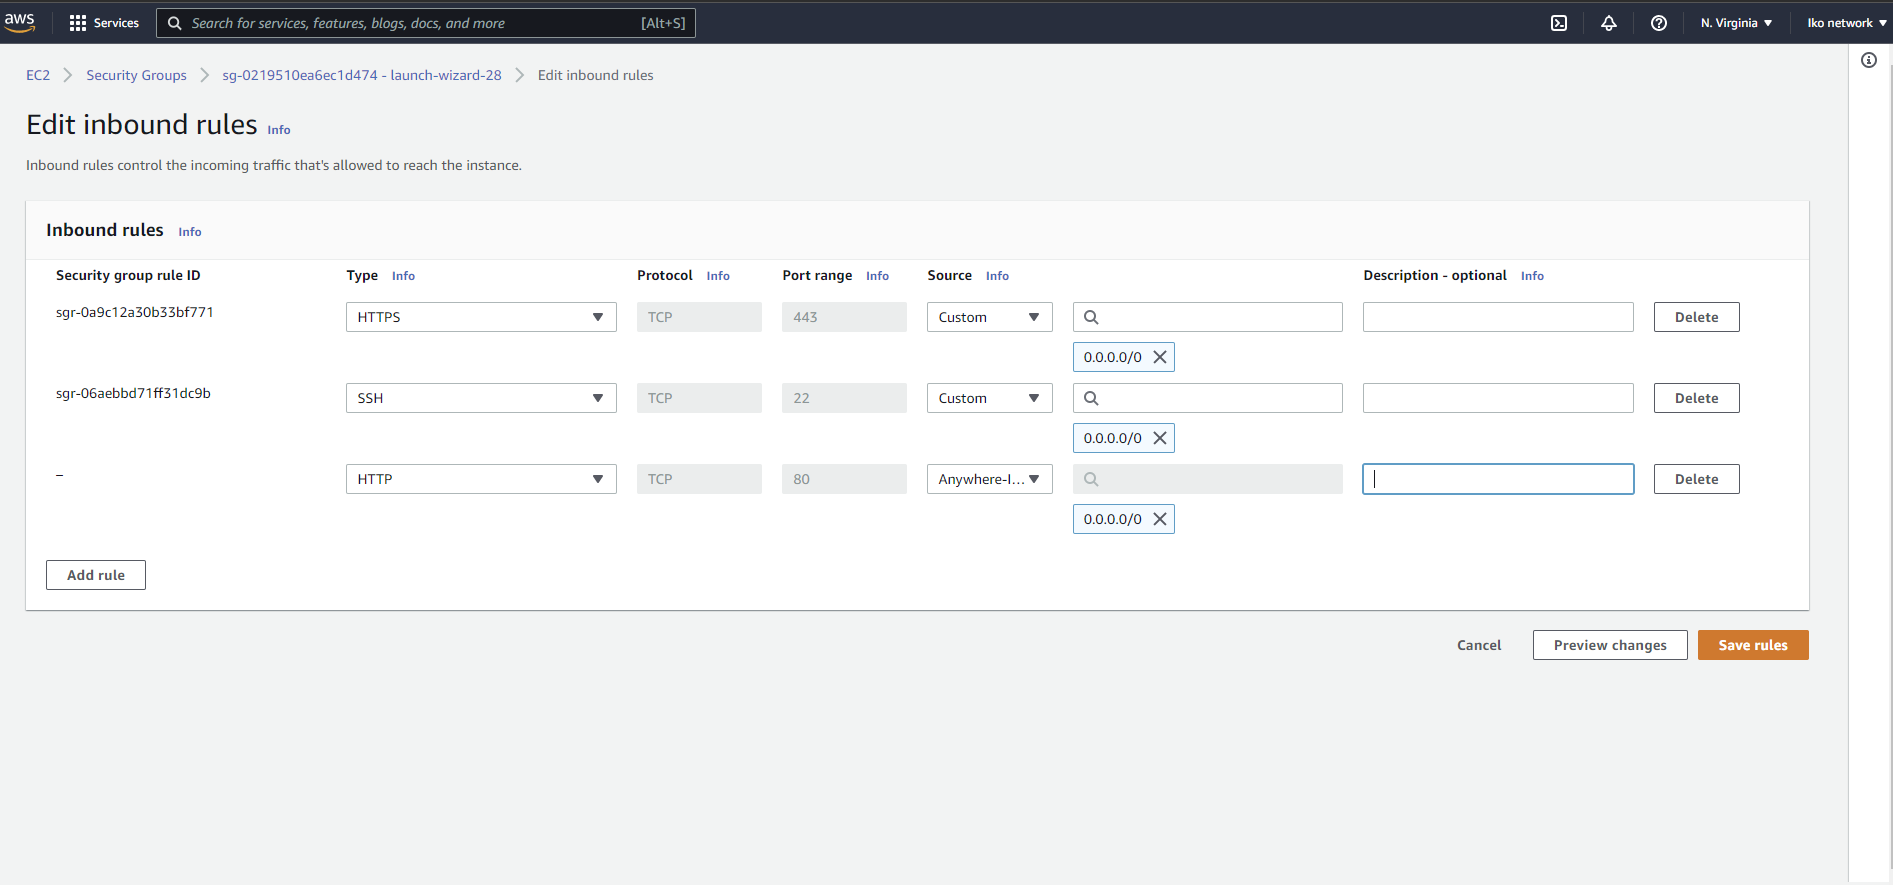 aws Services Search for services, features, blogs, docs, and more [Alt+S] N. Virginia Iko network
EC2 Security Groups sg-0219510ea6ec1d474 - launch-wizard-28 Edit inbound rules
Edit inbound rules Info
Inbound rules control the incoming traffic that's allowed to reach the instance.
Inbound rules Info
Security group rule ID Type Info Protocol Info Port range Info Source Info Description - optional Info
sgr-0a9c12a30b33bf771 HTTPS TCP 443 Custom Delete
0.0.0.0/0
sgr-06aebbd71ff31dc9b SSH TCP 22 Custom Delete
0.0.0.0/0
– HTTP TCP 80 Anywhere-I... Delete
0.0.0.0/0
Add rule
Cancel Preview changes Save rules